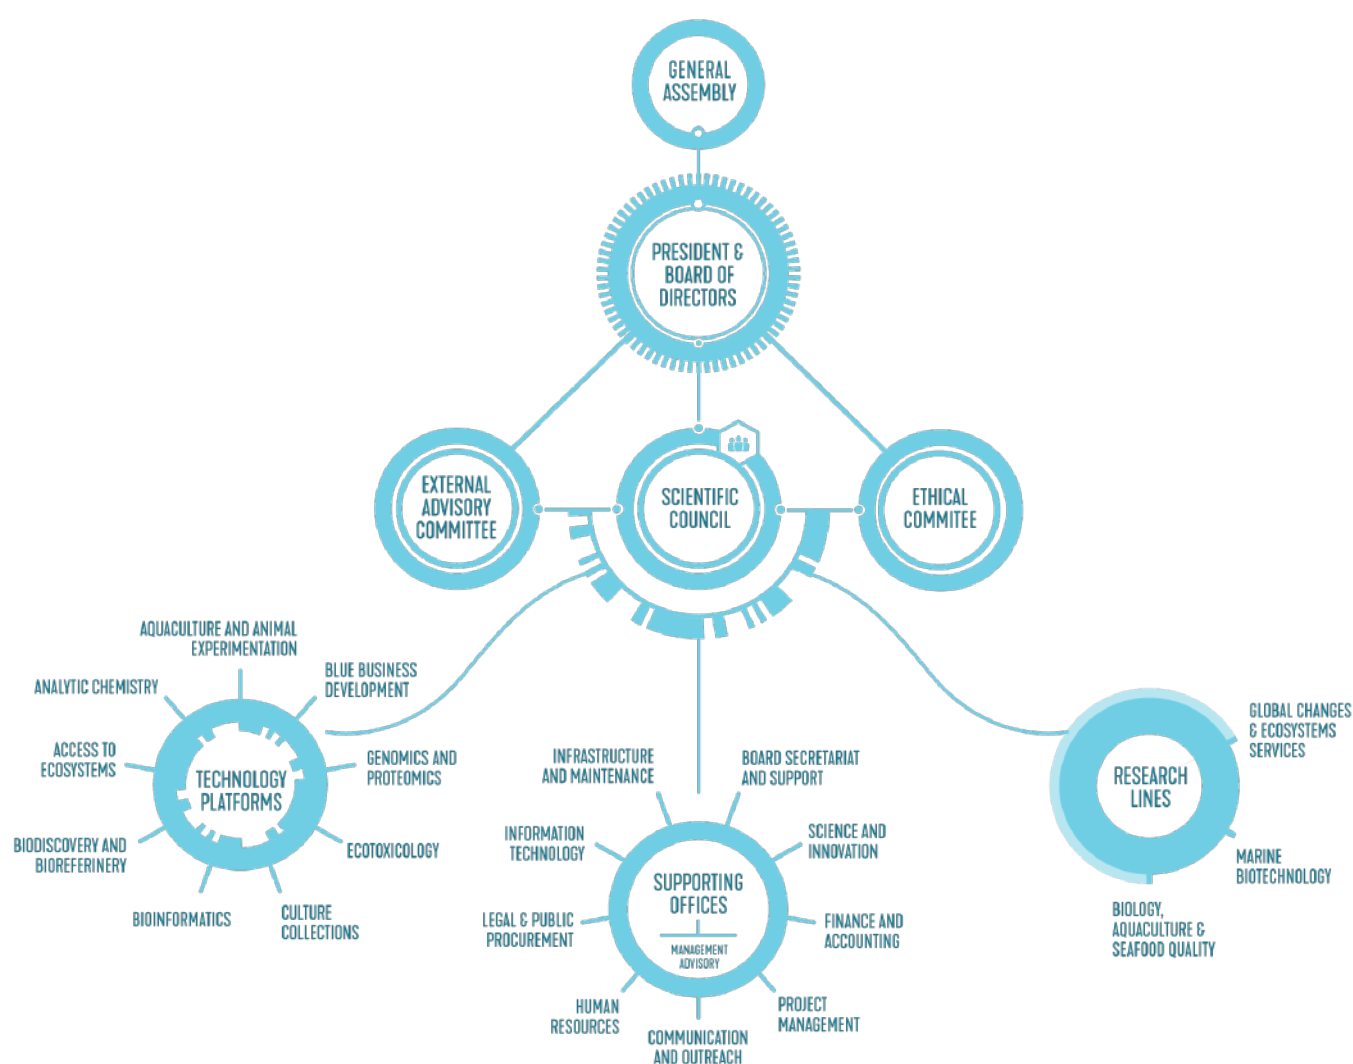 GENERAL
ASSEMBLY
PRESIDENT &
BOARD OF
DIRECTORS
EXTERNAL
ADVISORY
COMMITTEE
SCIENTIFIC
COUNCIL
ETHICAL
COMMITEE
AQUACULTURE AND ANIMAL
EXPERIMENTATION
BLUE BUSINESS
DEVELOPMENT
ANALYTIC CHEMISTRY
ACCESS TO
ECOSYSTEMS
TECHNOLOGY
PLATFORMS
GENOMICS AND
PROTEOMICS
BIODISCOVERY AND
BIOREFERINERY
ECOTOXICOLOGY
BIOINFORMATICS
CULTURE
COLLECTIONS
INFRASTRUCTURE
AND MAINTENANCE
BOARD SECRETARIAT
AND SUPPORT
INFORMATION
TECHNOLOGY
SCIENCE AND
INNOVATION
SUPPORTING
OFFICES
MANAGEMENT
ADVISORY
LEGAL & PUBLIC
PROCUREMENT
FINANCE AND
ACCOUNTING
HUMAN
RESOURCES
PROJECT
MANAGEMENT
COMMUNICATION
AND OUTREACH
GLOBAL CHANGES
& ECOSYSTEMS
SERVICES
RESEARCH
LINES
MARINE
BIOTECHNOLOGY
BIOLOGY,
AQUACULTURE &
SEAFOOD QUALITY